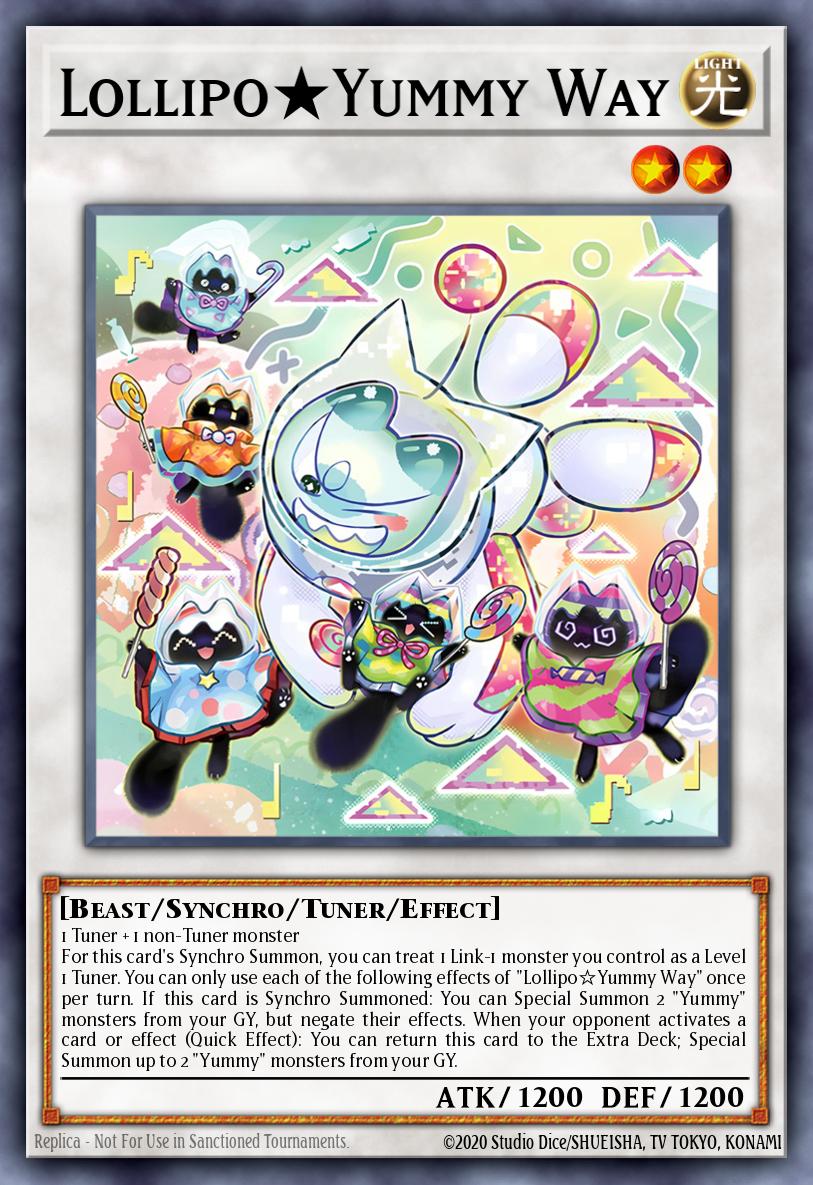 Lollipo★Yummy Way
LIGHT
光
[Beast/Synchro/Tuner/Effect]
1 Tuner + 1 non-Tuner monster
For this card's Synchro Summon, you can treat 1 Link-1 monster you control as a Level
1 Tuner. You can only use each of the following effects of "Lollipo☆Yummy Way" once
per turn. If this card is Synchro Summoned: You can Special Summon 2 "Yummy"
monsters from your GY, but negate their effects. When your opponent activates a
card or effect (Quick Effect): You can return this card to the Extra Deck; Special
Summon up to 2 "Yummy" monsters from your GY.
ATK/1200 DEF/1200
Replica - Not For Use in Sanctioned Tournaments.
©2020 Studio Dice/SHUEISHA, TV TOKYO, KONAMI